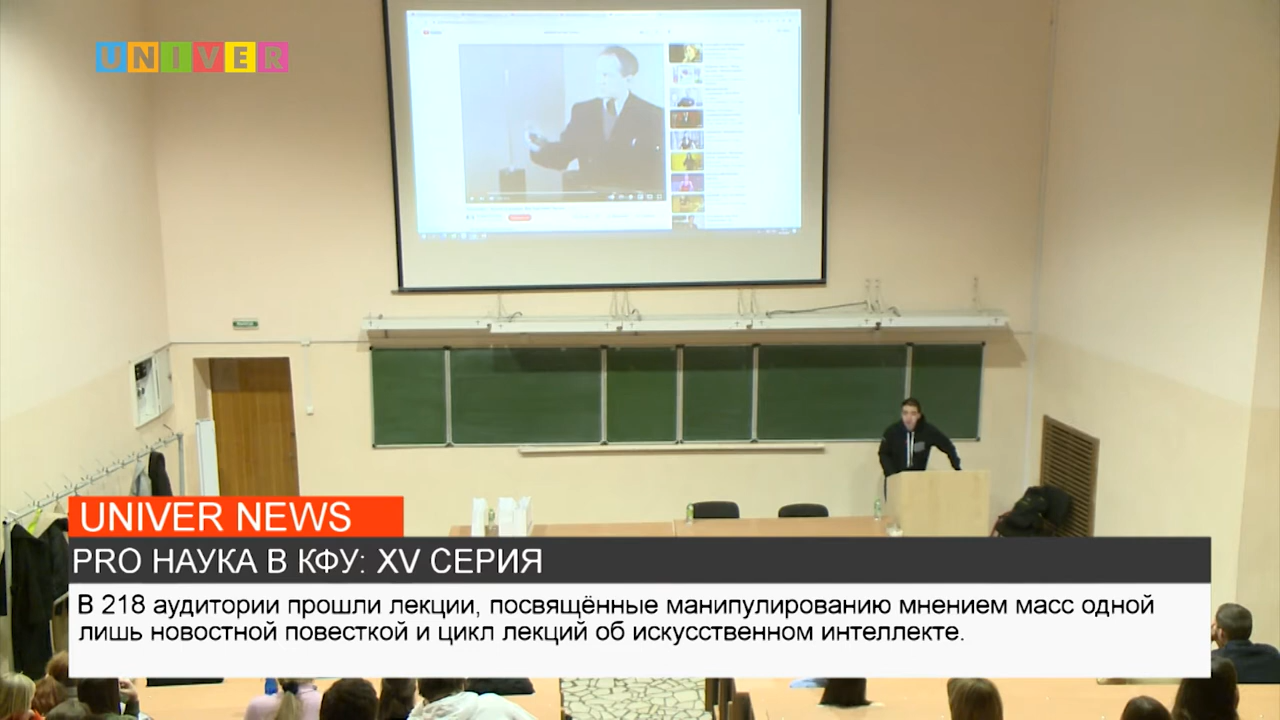 UNIVER
UNIVER NEWS
PRO НАУКА В КФУ: XV СЕРИЯ
В 218 аудитории прошли лекции, посвящённые манипулированию мнением масс одной
лишь новостной повесткой и цикл лекций об искусственном интеллекте.